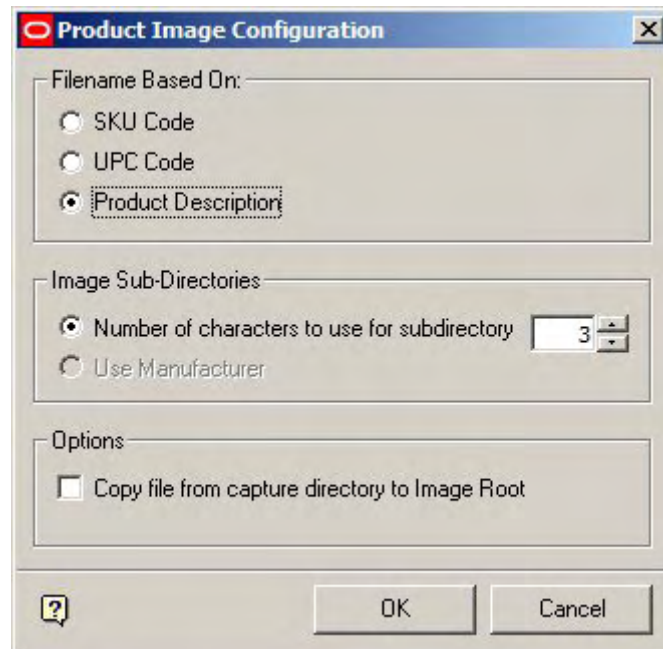 Product Image Configuration
Filename Based On:
SKU Code
UPC Code
Product Description
Image Sub-Directories
Number of characters to use for subdirectory 3
Use Manufacturer
Options
Copy file from capture directory to Image Root
? OK Cancel